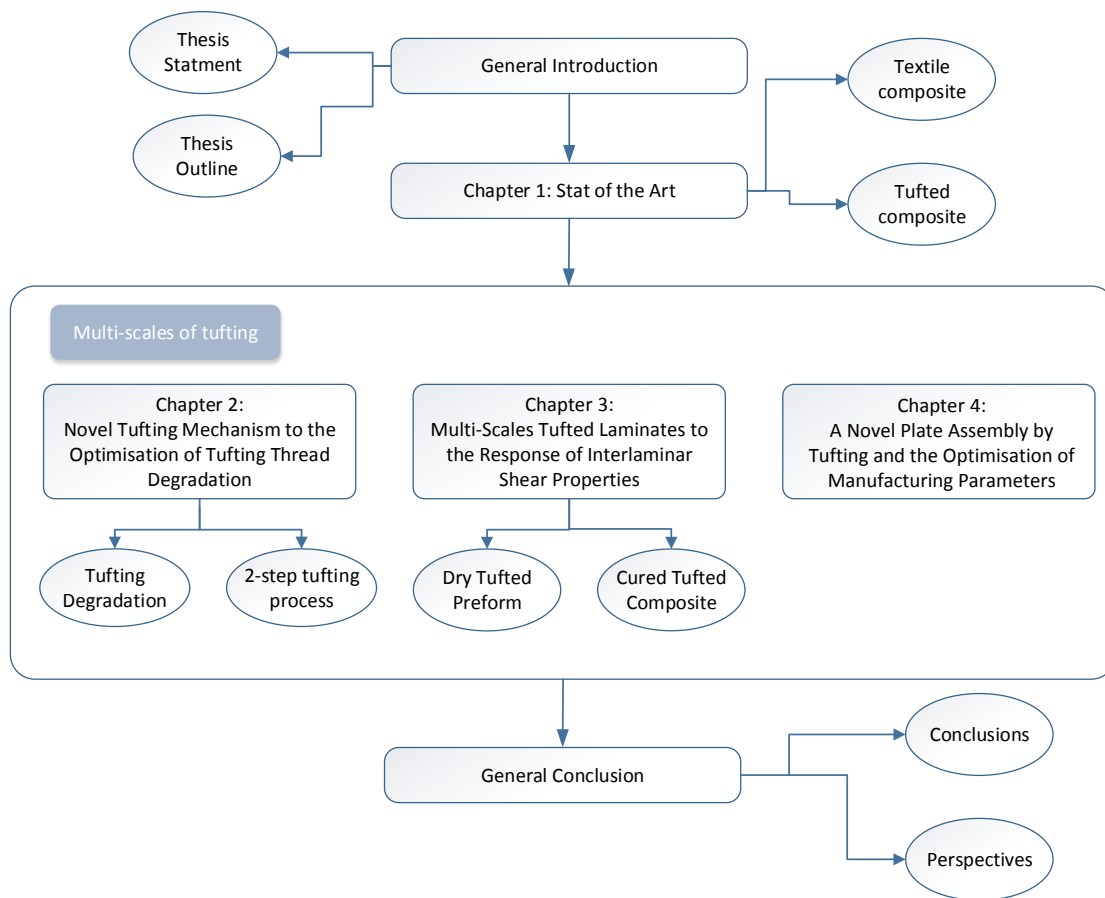 Thesis
Statment
General Introduction
Textile
composite
Thesis
Outline
Chapter 1: Stat of the Art
Tufted
composite
Multi-scales of tufting
Chapter 2:
Novel Tufting Mechanism to the
Optimisation of Tufting Thread
Degradation
Chapter 3:
Multi-Scales Tufted Laminates to
the Response of Interlaminar
Shear Properties
Chapter 4:
A Novel Plate Assembly by
Tufting and the Optimisation of
Manufacturing Parameters
Tufting
Degradation
2-step tufting
process
Dry Tufted
Preform
Cured Tufted
Composite
Conclusions
General Conclusion
Perspectives